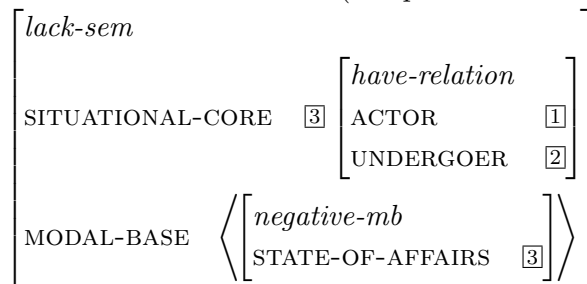 lack-sem
have-relation
SITUATIONAL-CORE 3 ACTOR 1
UNDERGOER 2
negative-mb
MODAL-BASE ⟨ STATE-OF-AFFAIRS 3 ⟩